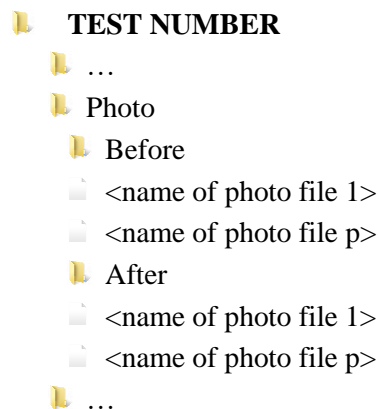 TEST NUMBER
…
Photo
Before
<name of photo file 1>
<name of photo file p>
After
<name of photo file 1>
<name of photo file p>
…